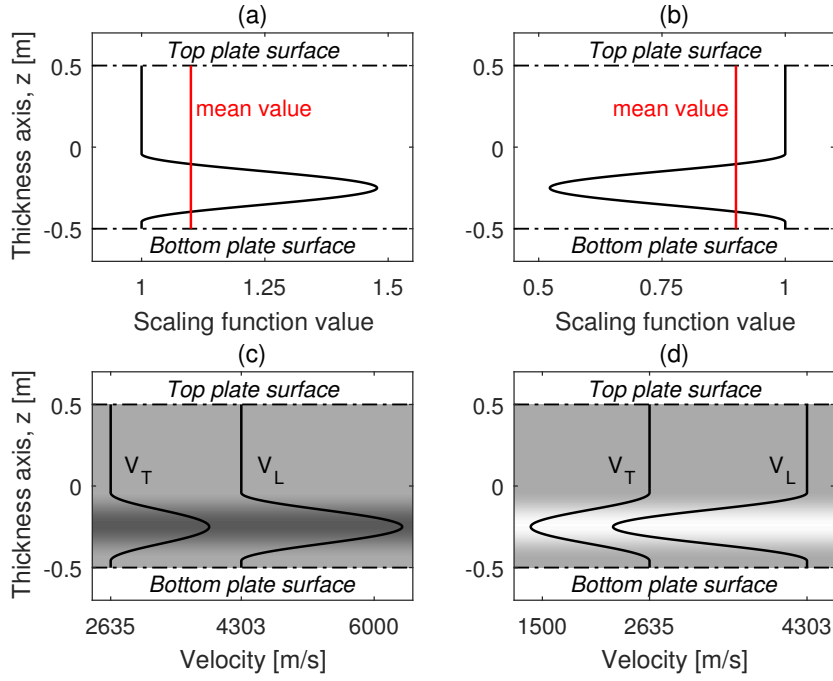 (a)
Top plate surface
0.5
mean value
0
-0.5
Bottom plate surface
1
1.25
1.5
Scaling function value
Thickness axis, z [m]
(b)
Top plate surface
0.5
mean value
0
-0.5
Bottom plate surface
0.5
0.75
1
Scaling function value
(c)
Top plate surface
0.5
V_T
V_L
0
-0.5
Bottom plate surface
2635
4303
6000
Velocity [m/s]
Thickness axis, z [m]
(d)
Top plate surface
0.5
V_T
V_L
0
-0.5
Bottom plate surface
1500
2635
4303
Velocity [m/s]